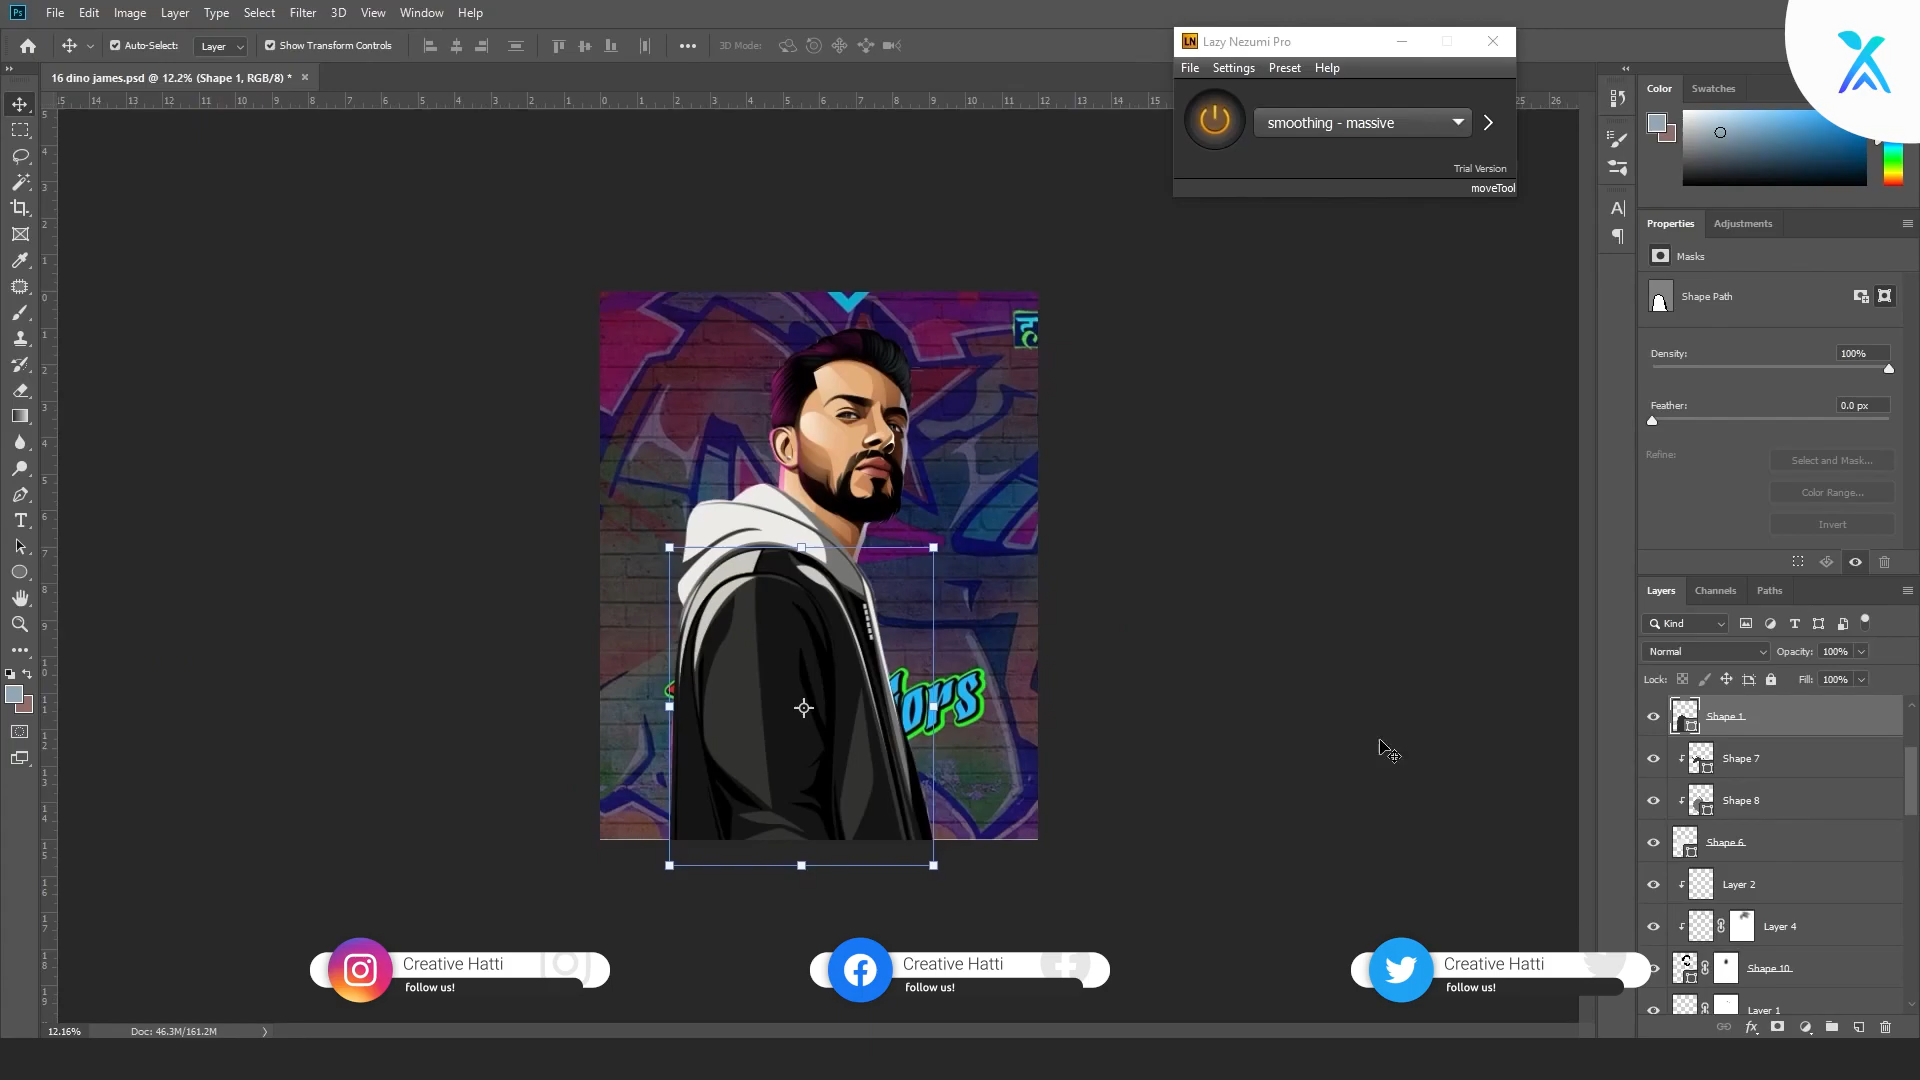 Ps File Edit Image Layer Type Select Filter 3D View Window Help
Auto-Select: Layer Show Transform Controls 3D Mode:
LN Lazy Nezumi Pro
File Settings Preset Help
smoothing - massive
Trial Version
moveTool
16 dino james.psd @ 12.2% (Shape 1, RGB/8) *
Color Swatches
Properties Adjustments
Masks
Shape Path
Density: 100%
Feather: 0.0 px
Refine: Select and Mask...
Color Range...
Invert
Layers Channels Paths
Kind
Normal Opacity: 100%
Lock: Fill: 100%
Shape 1
Shape 7
Shape 8
Shape 6
Layer 2
Layer 4
Shape 10
Layer 1
Creative Hatti
follow us!
Creative Hatti
follow us!
Creative Hatti
follow us!
12.16% Doc: 46.3M/161.2M